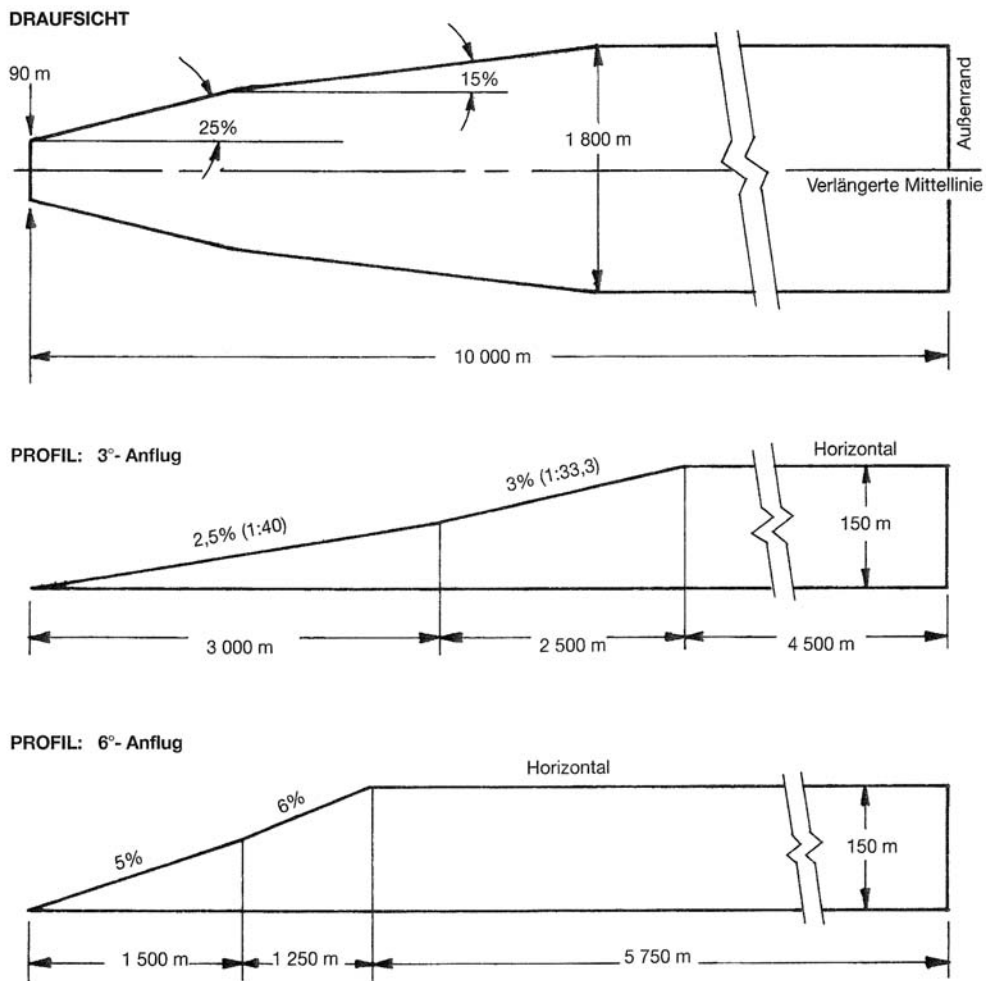 DRAUFSICHT
90 m
25%
15%
1 800 m
Außenrand
Verlängerte Mittellinie
10 000 m
PROFIL: 3°- Anflug
2,5% (1:40)
3% (1:33,3)
Horizontal
150 m
3 000 m
2 500 m
4 500 m
PROFIL: 6°- Anflug
5%
6%
Horizontal
150 m
1 500 m
1 250 m
5 750 m